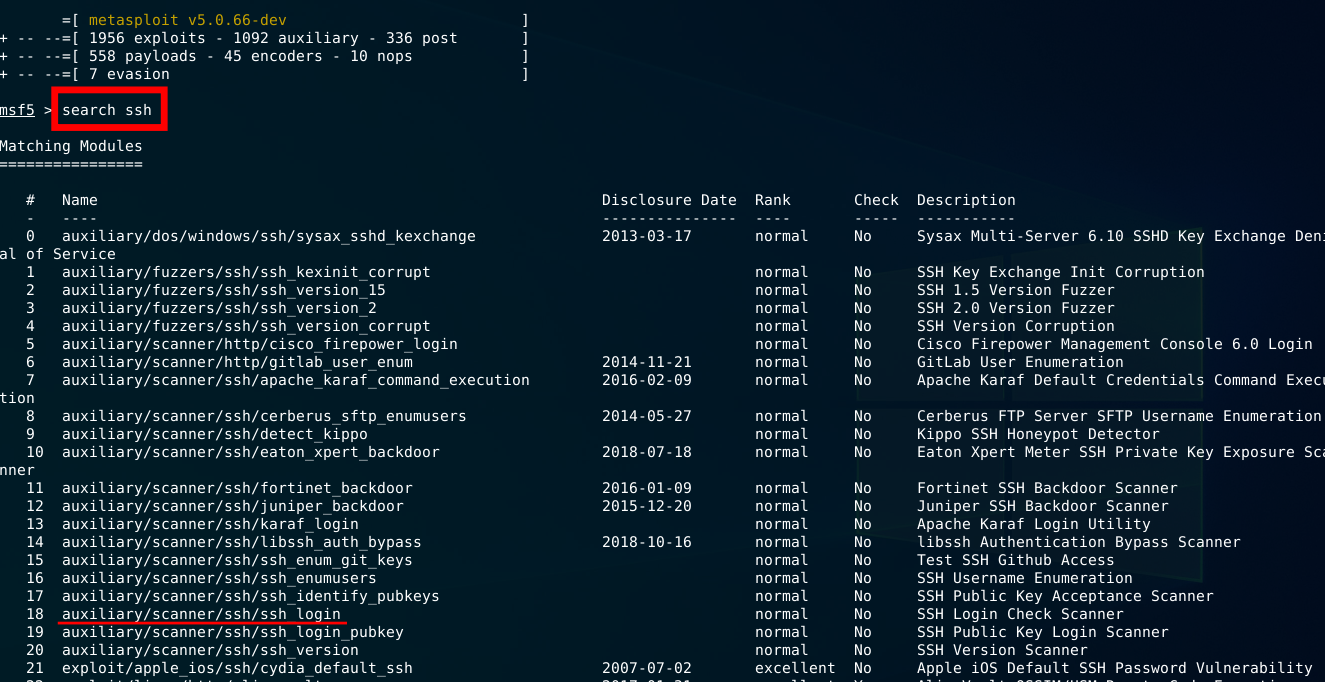 =[ metasploit v5.0.66-dev ]
+ -- --=[ 1956 exploits - 1092 auxiliary - 336 post ]
+ -- --=[ 558 payloads - 45 encoders - 10 nops ]
+ -- --=[ 7 evasion ]
msf5 > search ssh
Matching Modules
================
# Name Disclosure Date Rank Check Description
- ---- --------------- ---- ----- -----------
0 auxiliary/dos/windows/ssh/sysax_sshd_kexchange 2013-03-17 normal No Sysax Multi-Server 6.10 SSHD Key Exchange Deni
al of Service
1 auxiliary/fuzzers/ssh/ssh_kexinit_corrupt normal No SSH Key Exchange Init Corruption
2 auxiliary/fuzzers/ssh/ssh_version_15 normal No SSH 1.5 Version Fuzzer
3 auxiliary/fuzzers/ssh/ssh_version_2 normal No SSH 2.0 Version Fuzzer
4 auxiliary/fuzzers/ssh/ssh_version_corrupt normal No SSH Version Corruption
5 auxiliary/scanner/http/cisco_firepower_login normal No Cisco Firepower Management Console 6.0 Login
6 auxiliary/scanner/http/gitlab_user_enum 2014-11-21 normal No GitLab User Enumeration
7 auxiliary/scanner/ssh/apache_karaf_command_execution 2016-02-09 normal No Apache Karaf Default Credentials Command Execu
tion
8 auxiliary/scanner/ssh/cerberus_sftp_enumusers 2014-05-27 normal No Cerberus FTP Server SFTP Username Enumeration
9 auxiliary/scanner/ssh/detect_kippo normal No Kippo SSH Honeypot Detector
10 auxiliary/scanner/ssh/eaton_xpert_backdoor 2018-07-18 normal No Eaton Xpert Meter SSH Private Key Exposure Sca
nner
11 auxiliary/scanner/ssh/fortinet_backdoor 2016-01-09 normal No Fortinet SSH Backdoor Scanner
12 auxiliary/scanner/ssh/juniper_backdoor 2015-12-20 normal No Juniper SSH Backdoor Scanner
13 auxiliary/scanner/ssh/karaf_login normal No Apache Karaf Login Utility
14 auxiliary/scanner/ssh/libssh_auth_bypass 2018-10-16 normal No libssh Authentication Bypass Scanner
15 auxiliary/scanner/ssh/ssh_enum_git_keys normal No Test SSH Github Access
16 auxiliary/scanner/ssh/ssh_enumusers normal No SSH Username Enumeration
17 auxiliary/scanner/ssh/ssh_identify_pubkeys normal No SSH Public Key Acceptance Scanner
18 auxiliary/scanner/ssh/ssh_login normal No SSH Login Check Scanner
19 auxiliary/scanner/ssh/ssh_login_pubkey normal No SSH Public Key Login Scanner
20 auxiliary/scanner/ssh/ssh_version normal No SSH Version Scanner
21 exploit/apple_ios/ssh/cydia_default_ssh 2007-07-02 excellent No Apple iOS Default SSH Password Vulnerability